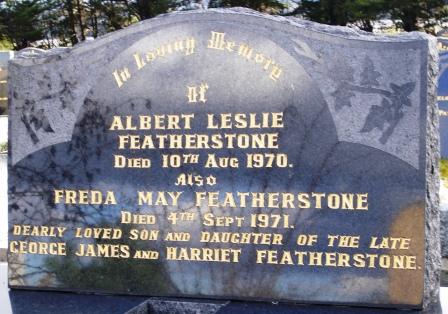 In Loving Memory
of
ALBERT LESLIE
FEATHERSTONE
DIED 10TH AUG 1970.
ALSO
FREDA MAY FEATHERSTONE
DIED 4TH SEPT 1971.
DEARLY LOVED SON AND DAUGHTER OF THE LATE
GEORGE JAMES AND HARRIET FEATHERSTONE.